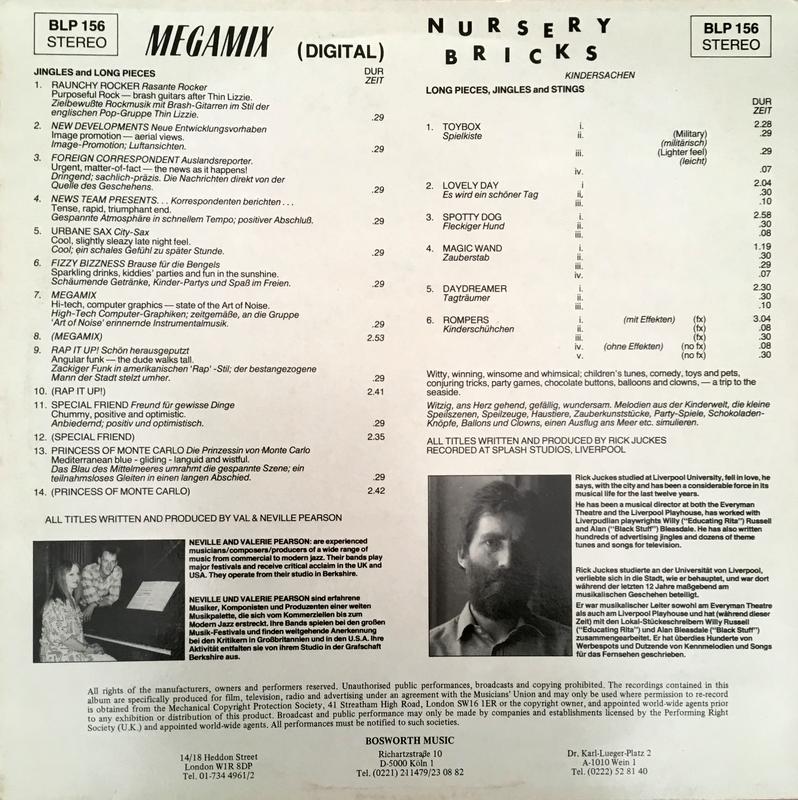 BLP 156
STEREO
MEGAMIX (DIGITAL)
JINGLES and LONG PIECES
DUR
ZEIT
1. RAUNCHY ROCKER Rasante Rocker
Purposeful Rock — brash guitars after Thin Lizzie.
Zielbewußte Rockmusik mit Brash-Gitarren im Stil der
englischen Pop-Gruppe Thin Lizzie. .29
2. NEW DEVELOPMENTS Neue Entwicklungsvorhaben
Image promotion — aerial views.
Image-Promotion; Luftansichten. .29
3. FOREIGN CORRESPONDENT Auslandsreporter.
Urgent, matter-of-fact — the news as it happens!
Dringend; sachlich-präzis. Die Nachrichten direkt von der
Quelle des Geschehens. .29
4. NEWS TEAM PRESENTS. . . Korrespondenten berichten . . .
Tense, rapid, triumphant end.
Gespannte Atmosphäre in schnellem Tempo; positiver Abschluß. .29
5. URBANE SAX City-Sax
Cool, slightly sleazy late night feel.
Cool; ein schales Gefühl zu später Stunde. .29
6. FIZZY BIZZNESS Brause für die Bengels
Sparkling drinks, kiddies' parties and fun in the sunshine.
Schäumende Getränke, Kinder-Partys und Spaß im Freien. .29
7. MEGAMIX
Hi-tech, computer graphics — state of the Art of Noise.
High-Tech Computer-Graphiken; zeitgemäße, an die Gruppe
'Art of Noise' erinnernde Instrumentalmusik. .29
8. (MEGAMIX) 2.53
9. RAP IT UP! Schön herausgeputzt
Angular funk — the dude walks tall.
Zackiger Funk in amerikanischen 'Rap' -Stil; der bestangezogene
Mann der Stadt stelzt umher. .29
10. (RAP IT UP!) 2.41
11. SPECIAL FRIEND Freund für gewisse Dinge
Chummy, positive and optimistic.
Anbiedernd; positiv und optimistisch. .29
12. (SPECIAL FRIEND) 2.35
13. PRINCESS OF MONTE CARLO Die Prinzessin von Monte Carlo
Mediterranean blue - gliding - languid and wistful.
Das Blau des Mittelmeeres umrahmt die gespannte Szene; ein
teilnahmsloses Gleiten in einen langen Abschied. .29
14. (PRINCESS OF MONTE CARLO) 2.42
ALL TITLES WRITTEN AND PRODUCED BY VAL & NEVILLE PEARSON
NEVILLE AND VALERIE PEARSON: are experienced
musicians/composers/producers of a wide range of
music from commercial to modern jazz. Their bands play
major festivals and receive critical acclaim in the UK and
USA. They operate from their studio in Berkshire.
NEVILLE UND VALERIE PEARSON sind erfahrene
Musiker, Komponisten und Produzenten einer weiten
Musikpalette, die sich vom Kommerziellen bis zum
Modern Jazz erstreckt. Ihre Bands spielen bei den großen
Musik-Festivals und finden weitgehende Anerkennung
bei den Kritikern in Großbritannien und in den U.S.A. Ihre
Aktivität entfalten sie von ihrem Studio in der Grafschaft
Berkshire aus.
NURSERY
BRICKS
BLP 156
STEREO
KINDERSACHEN
LONG PIECES, JINGLES and STINGS
DUR
ZEIT
1. TOYBOX i. 2.28
Spielkiste ii. (Military) .29
(militärisch)
iii. (Lighter feel) .29
(leicht)
iv. .07
2. LOVELY DAY i 2.04
Es wird ein schöner Tag ii, .30
iii. .10
3. SPOTTY DOG i. 2.58
Fleckiger Hund ii. .30
iii. .08
4. MAGIC WAND i. 1.19
Zauberstab ii. .30
iii. .29
iv. .07
5. DAYDREAMER i. 2.30
Tagträumer ii. .30
iii. .10
6. ROMPERS i. (mit Effekten) (fx) 3.04
Kinderschühchen ii. (fx) .08
iii. (fx) .30
iv. (ohne Effekten) (no fx) .08
v. (no fx) .30
Witty, winning, winsome and whimsical; children's tunes, comedy, toys and pets,
conjuring tricks, party games, chocolate buttons, balloons and clowns, — a trip to the
seaside.
Witzig, ans Herz gehend, gefällig, wundersam. Melodien aus der Kinderwelt, die kleine
Speilszenen, Speilzeuge, Haustiere, Zauberkunststücke, Party-Spiele, Schokoladen-
Knöpfe, Ballons und Clowns, einen Ausflug ans Meer etc. simulieren.
ALL TITLES WRITTEN AND PRODUCED BY RICK JUCKES
RECORDED AT SPLASH STUDIOS, LIVERPOOL
Rick Juckes studied at Liverpool University, fell in love, he
says, with the city and has been a considerable force in its
musical life for the last twelve years.
He has been a musical director at both the Everyman
Theatre and the Liverpool Playhouse, has worked with
Liverpudlian playwrights Willy ("Educating Rita") Russell
and Alan ("Black Stuff") Bleasdale. He has also written
hundreds of advertising jingles and dozens of theme
tunes and songs for television.
Rick Juckes studierte an der Universität von Liverpool,
verliebte sich in die Stadt, wie er behauptet, und war dort
während der letzten 12 Jahre maßgebend am
musikalischen Geschehen beteiligt.
Er war musikalischer Leiter sowohl am Everyman Theatre
als auch am Liverpool Playhouse und hat (während dieser
Zeit) mit den Lokal-Stückeschreibern Willy Russell
("Educating Rita") und Alan Bleasdale ("Black Stuff")
zusammengearbeitet. Er hat überdies Hunderte von
Werbespots und Dutzende von Kennmelodien und Songs
für das Fernsehen geschrieben.
All rights of the manufacturers, owners and performers reserved. Unauthorised public performances, broadcasts and copying prohibited. The recordings contained in this
album are specifically produced for film, television, radio and advertising under an agreement with the Musicians' Union and may only be used where permission to re-record
is obtained from the Mechanical Copyright Protection Society, 41 Streatham High Road, London SW16 1ER or the copyright owner, and appointed world-wide agents prior
to any exhibition or distribution of this product. Broadcast and public performance may only be made by companies and establishments licensed by the Performing Right
Society (U.K.) and appointed world-wide agents. All performances must be notified to such societies.
BOSWORTH MUSIC
14/18 Heddon Street
London W1R 8DP
Tel. 01-734 4961/2
Richartzstraße 10
D-5000 Köln 1
Tel. (0221) 211479/23 08 82
Dr. Karl-Lueger-Platz 2
A-1010 Wein 1
Tel. (0222) 52 81 40